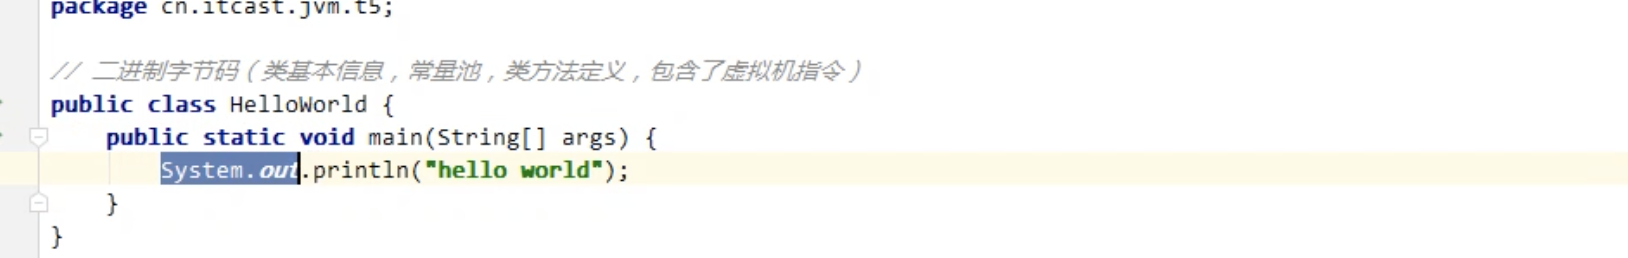 package cn.itcast.jvm.t5;
// 二进制字节码（类基本信息，常量池，类方法定义，包含了虚拟机指令）
public class HelloWorld {
    public static void main(String[] args) {
        System.out.println("hello world");
    }
}